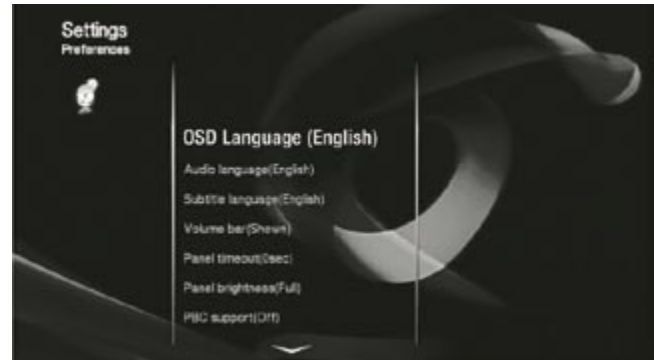 Settings
Preferences
OSD Language (English)
Audio language(English)
Subtitle language(English)
Volume bar(Shown)
Panel timeout(0sec)
Panel brightness(Full)
PBC support(Off)